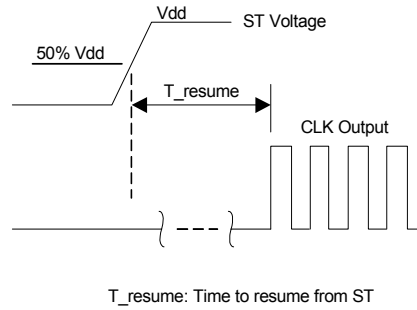 Vdd
ST Voltage
50% Vdd
T_resume
CLK Output
T_resume: Time to resume from ST